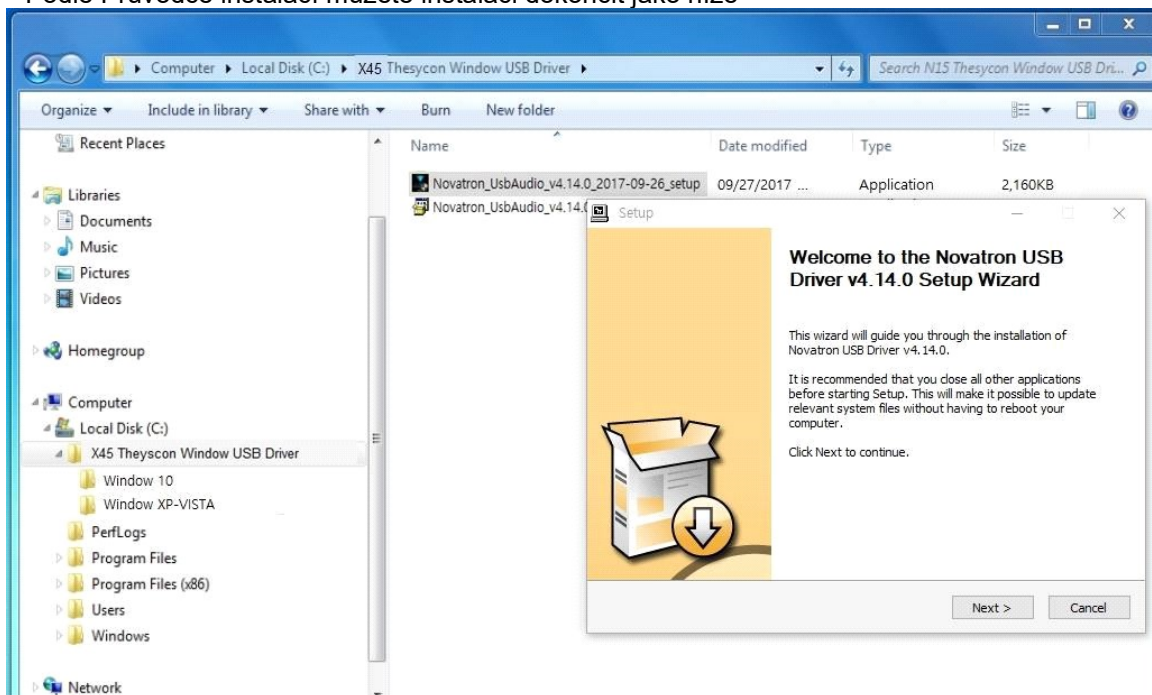 Podle Průvodce instalací můžete instalaci dokončit jako níže
Computer ▸ Local Disk (C:) ▸ X45 Thesycon Window USB Driver ▸
Search N15 Thesycon Window USB Dri...
Organize Include in library Share with Burn New folder
Recent Places
Libraries
Documents
Music
Pictures
Videos
Homegroup
Computer
Local Disk (C:)
X45 Theyscon Window USB Driver
Window 10
Window XP-VISTA
PerfLogs
Program Files
Program Files (x86)
Users
Windows
Network
Name Date modified Type Size
Novatron_UsbAudio_v4.14.0_2017-09-26_setup 09/27/2017 ... Application 2,160KB
Novatron_UsbAudio_v4.14.
Setup
Welcome to the Novatron USB
Driver v4.14.0 Setup Wizard
This wizard will guide you through the installation of
Novatron USB Driver v4.14.0.
It is recommended that you close all other applications
before starting Setup. This will make it possible to update
relevant system files without having to reboot your
computer.
Click Next to continue.
Next > Cancel